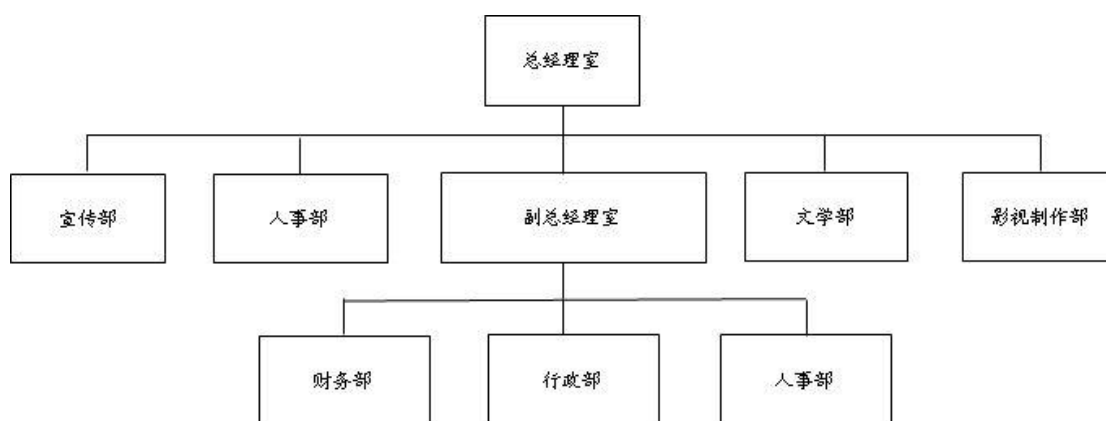 总经理室
宣传部
人事部
副总经理室
文学部
影视制作部
财务部
行政部
人事部